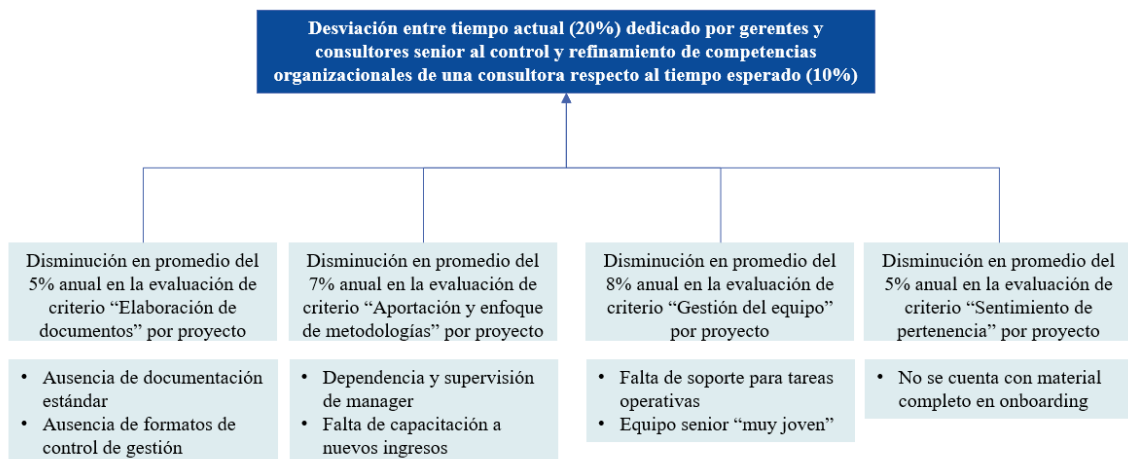 Desviación entre tiempo actual (20%) dedicado por gerentes y
consultores senior al control y refinamiento de competencias
organizacionales de una consultora respecto al tiempo esperado (10%)
Disminución en promedio del
5% anual en la evaluación de
criterio “Elaboración de
documentos” por proyecto
Disminución en promedio del
7% anual en la evaluación de
criterio “Aportación y enfoque
de metodologías” por proyecto
Disminución en promedio del
8% anual en la evaluación de
criterio “Gestión del equipo”
por proyecto
Disminución en promedio del
5% anual en la evaluación de
criterio “Sentimiento de
pertenencia” por proyecto
• Ausencia de documentación
estándar
• Ausencia de formatos de
control de gestión
• Dependencia y supervisión
de manager
• Falta de capacitación a
nuevos ingresos
• Falta de soporte para tareas
operativas
• Equipo senior “muy joven”
• No se cuenta con material
completo en onboarding